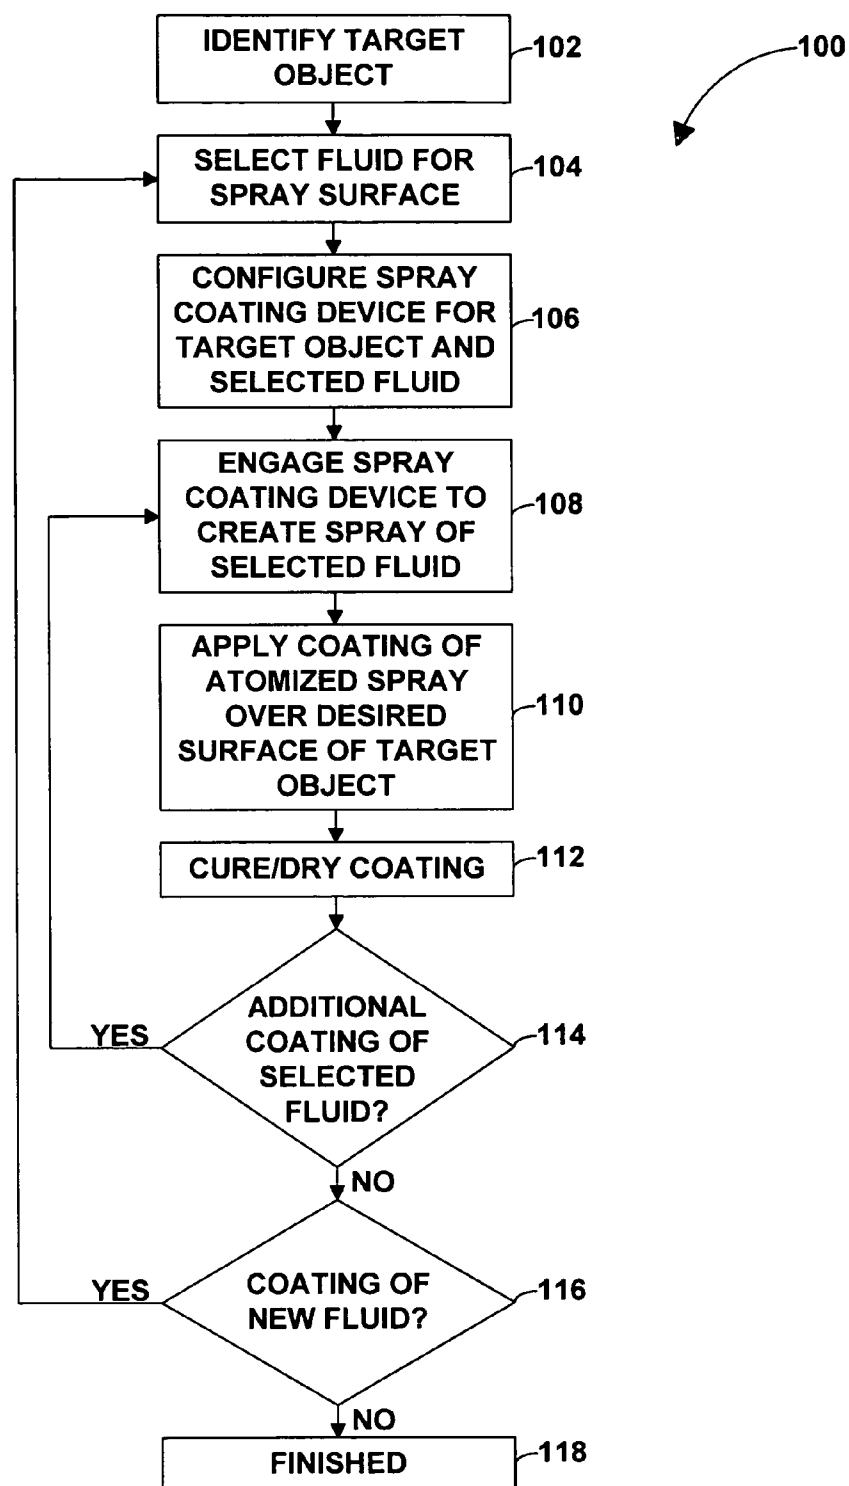 IDENTIFY TARGET
OBJECT
102
100
SELECT FLUID FOR
SPRAY SURFACE
104
CONFIGURE SPRAY
COATING DEVICE FOR
TARGET OBJECT AND
SELECTED FLUID
106
ENGAGE SPRAY
COATING DEVICE TO
CREATE SPRAY OF
SELECTED FLUID
108
APPLY COATING OF
ATOMIZED SPRAY
OVER DESIRED
SURFACE OF TARGET
OBJECT
110
CURE/DRY COATING
112
ADDITIONAL
COATING OF
SELECTED
FLUID?
114
YES
NO
COATING OF
NEW FLUID?
116
YES
NO
FINISHED
118